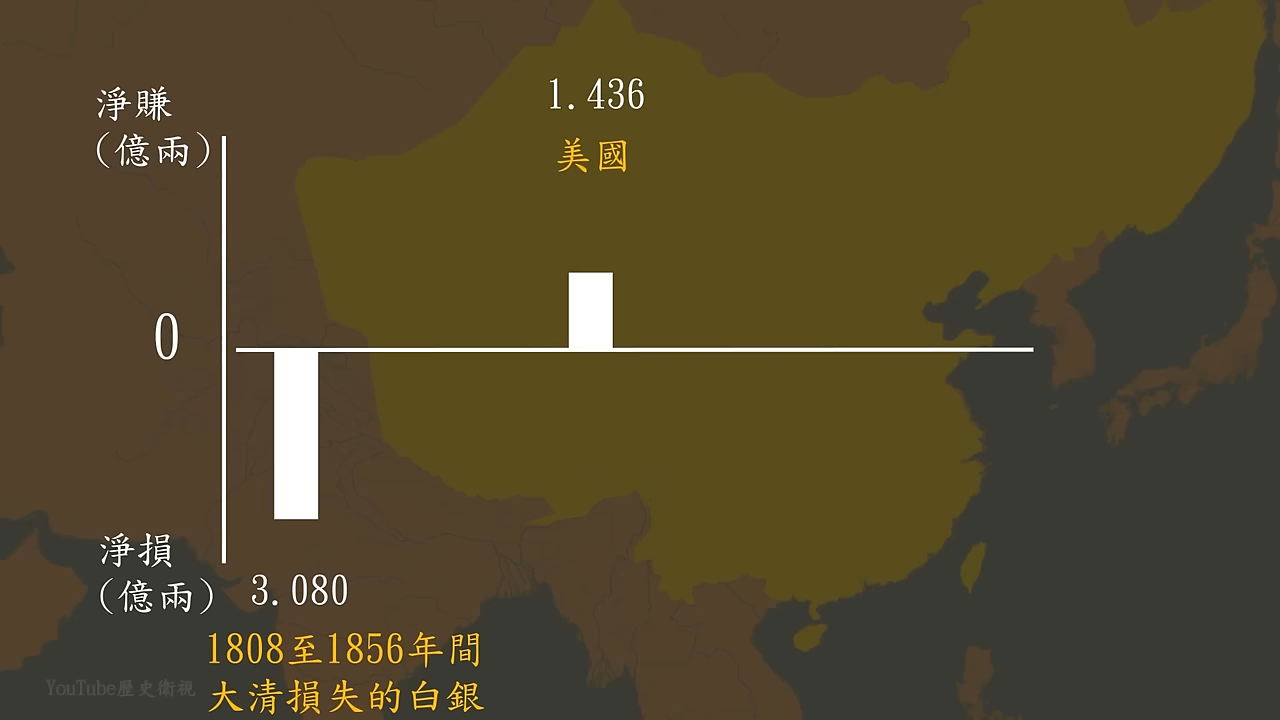 1.436
美國
淨賺
(億兩)
0
淨損
(億兩)
3.080
1808至1856年間
大清損失的白銀
YouTube歷史衛視